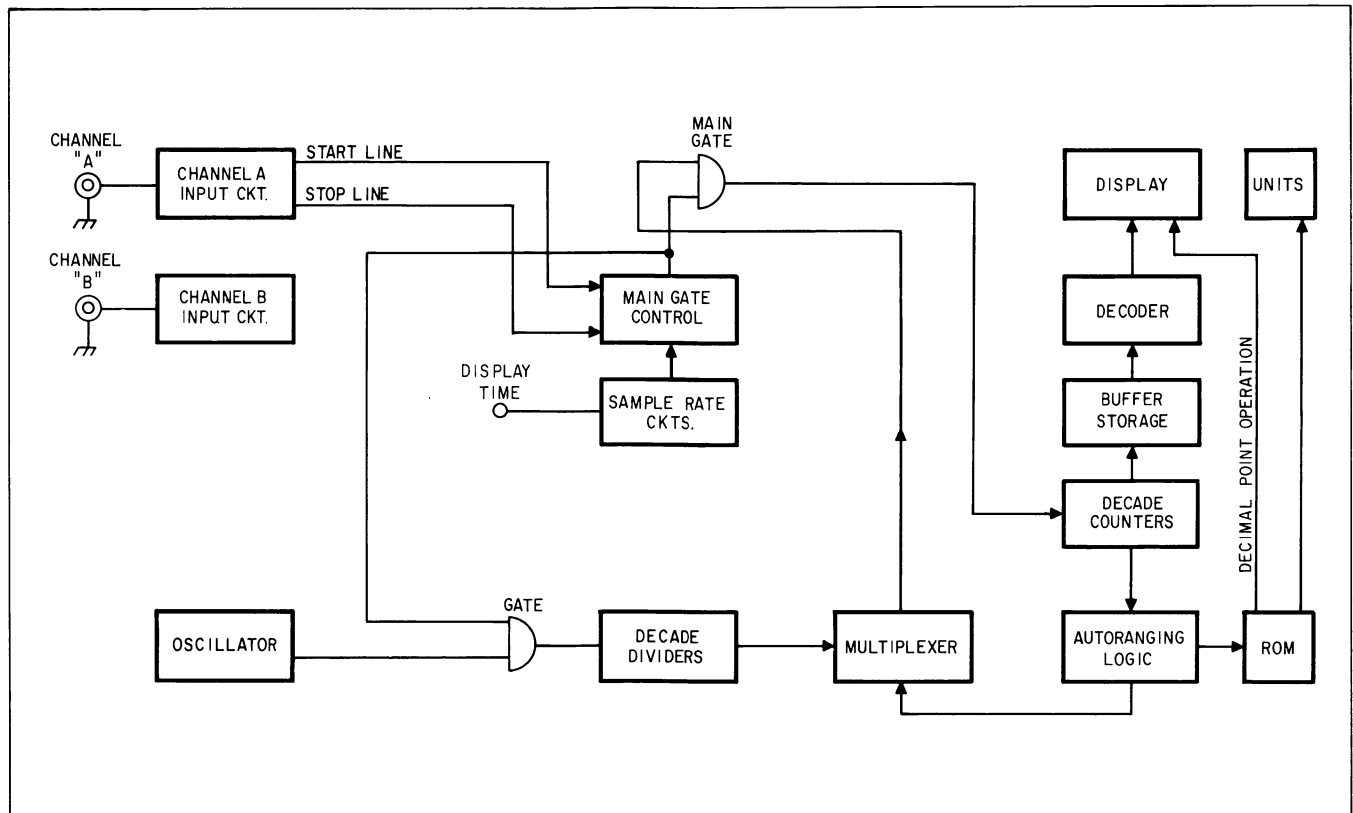 CHANNEL
"A"
CHANNEL A
INPUT CKT.
START LINE
STOP LINE
MAIN
GATE
DISPLAY
UNITS
CHANNEL
"B"
CHANNEL B
INPUT CKT.
MAIN GATE
CONTROL
DECODER
DISPLAY
TIME
SAMPLE RATE
CKTS.
BUFFER
STORAGE
DECIMAL POINT OPERATION
DECADE
COUNTERS
OSCILLATOR
GATE
DECADE
DIVIDERS
MULTIPLEXER
AUTORANGING
LOGIC
ROM